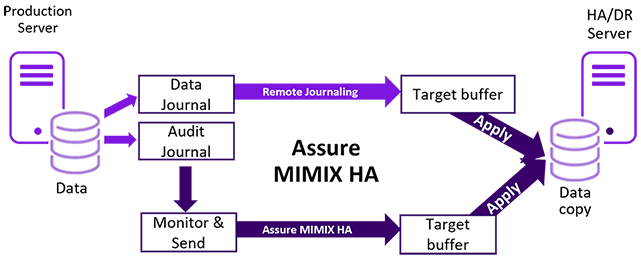 Production
Server
HA/DR
Server
Data
Journal
Remote Journaling
Target buffer
Apply
Audit
Journal
Assure
MIMIX HA
Data
Data
copy
Apply
Monitor &
Send
Assure MIMIX HA
Target
buffer